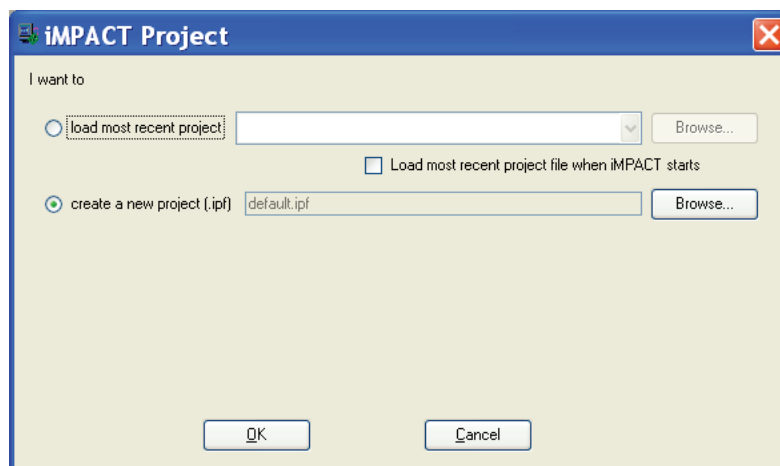 iMPACT Project
I want to
load most recent project
Browse...
Load most recent project file when iMPACT starts
create a new project (.ipf) default.ipf Browse...
OK Cancel